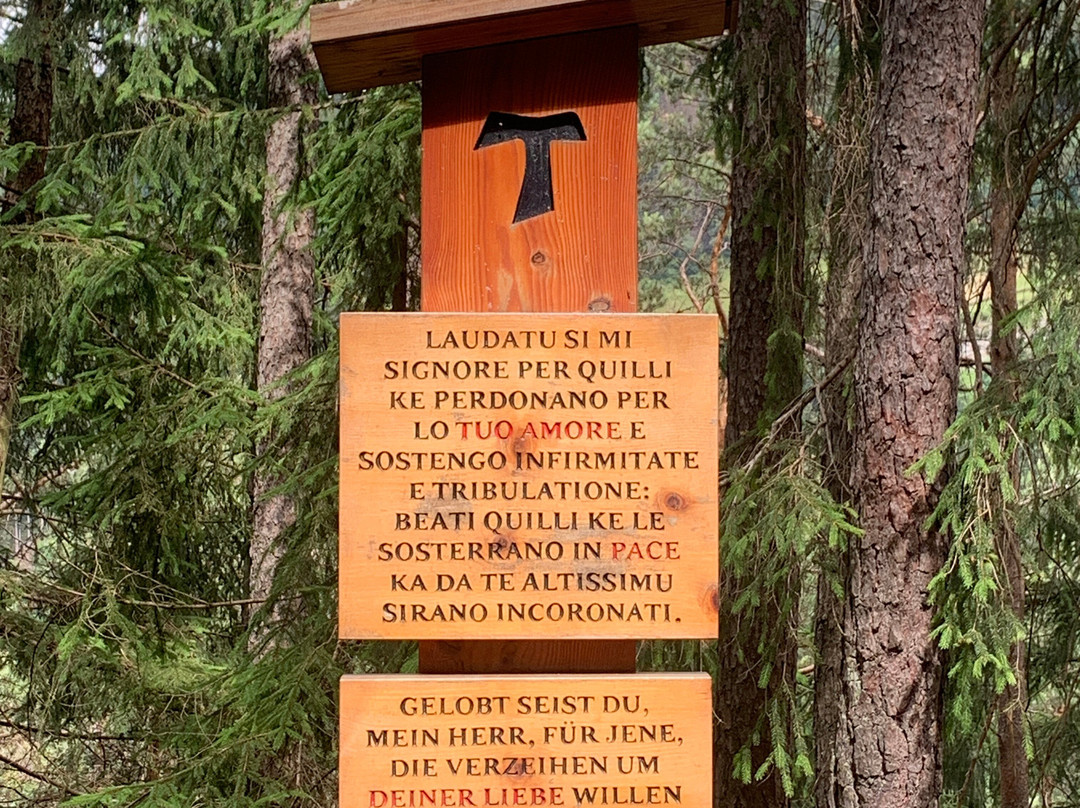 LAUDATU SI MI
SIGNORE PER QUILLI
KE PERDONANO PER
LO TUO AMORE E
SOSTENGO INFIRMITATE
E TRIBULATIONE:
BEATI QUILLI KE LE
SOSTERRANO IN PACE
KA DA TE ALTISSIMU
SIRANO INCORONATI.
GELOBT SEIST DU,
MEIN HERR, FÜR JENE,
DIE VERZEIHEN UM
DEINER LIEBE WILLEN